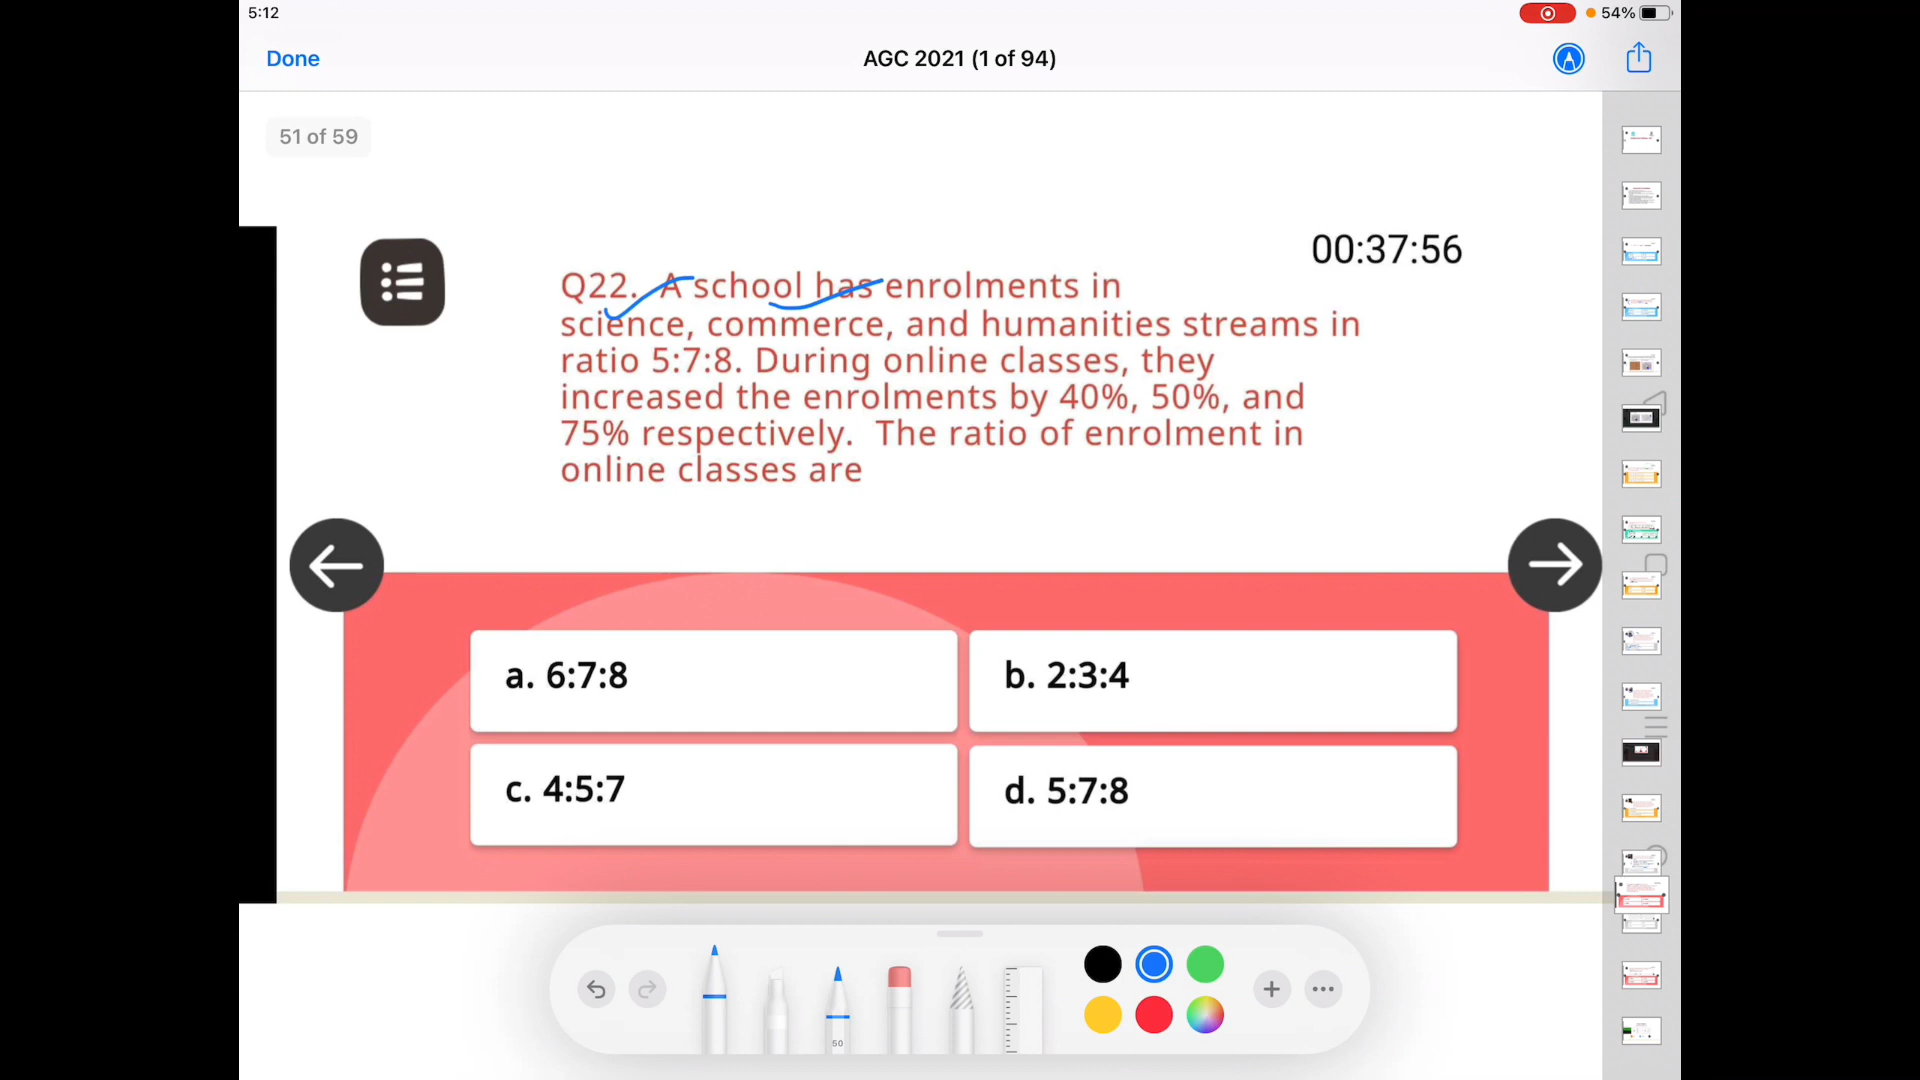 5:12
54%
Done
AGC 2021 (1 of 94)
51 of 59
00:37:56
Q22. A school has enrolments in
science, commerce, and humanities streams in
ratio 5:7:8. During online classes, they
increased the enrolments by 40%, 50%, and
75% respectively. The ratio of enrolment in
online classes are
a. 6:7:8
b. 2:3:4
c. 4:5:7
d. 5:7:8
50